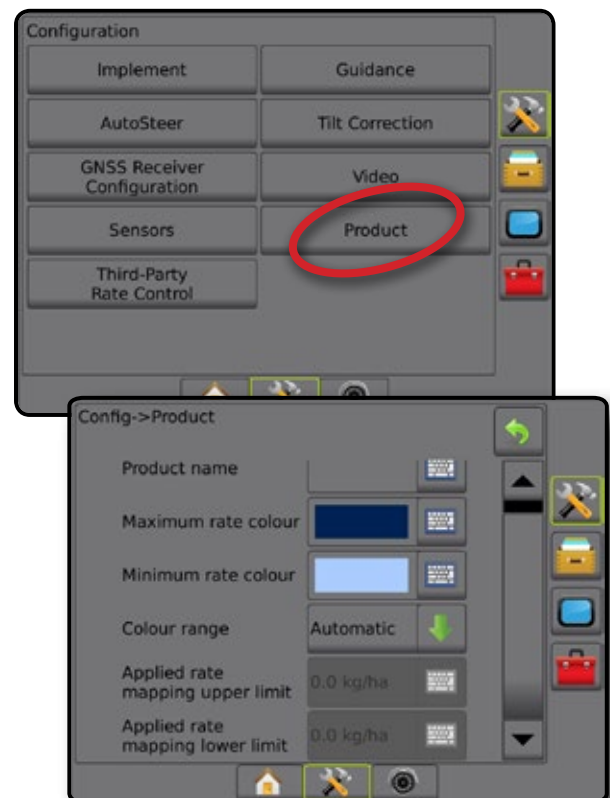 Configuration
Implement
Guidance
AutoSteer
Tilt Correction
GNSS Receiver
Configuration
Video
Sensors
Product
Third-Party
Rate Control
Config->Product
Product name
Maximum rate colour
Minimum rate colour
Colour range
Automatic
Applied rate
mapping upper limit
0.0 kg/ha
Applied rate
mapping lower limit
0.0 kg/ha